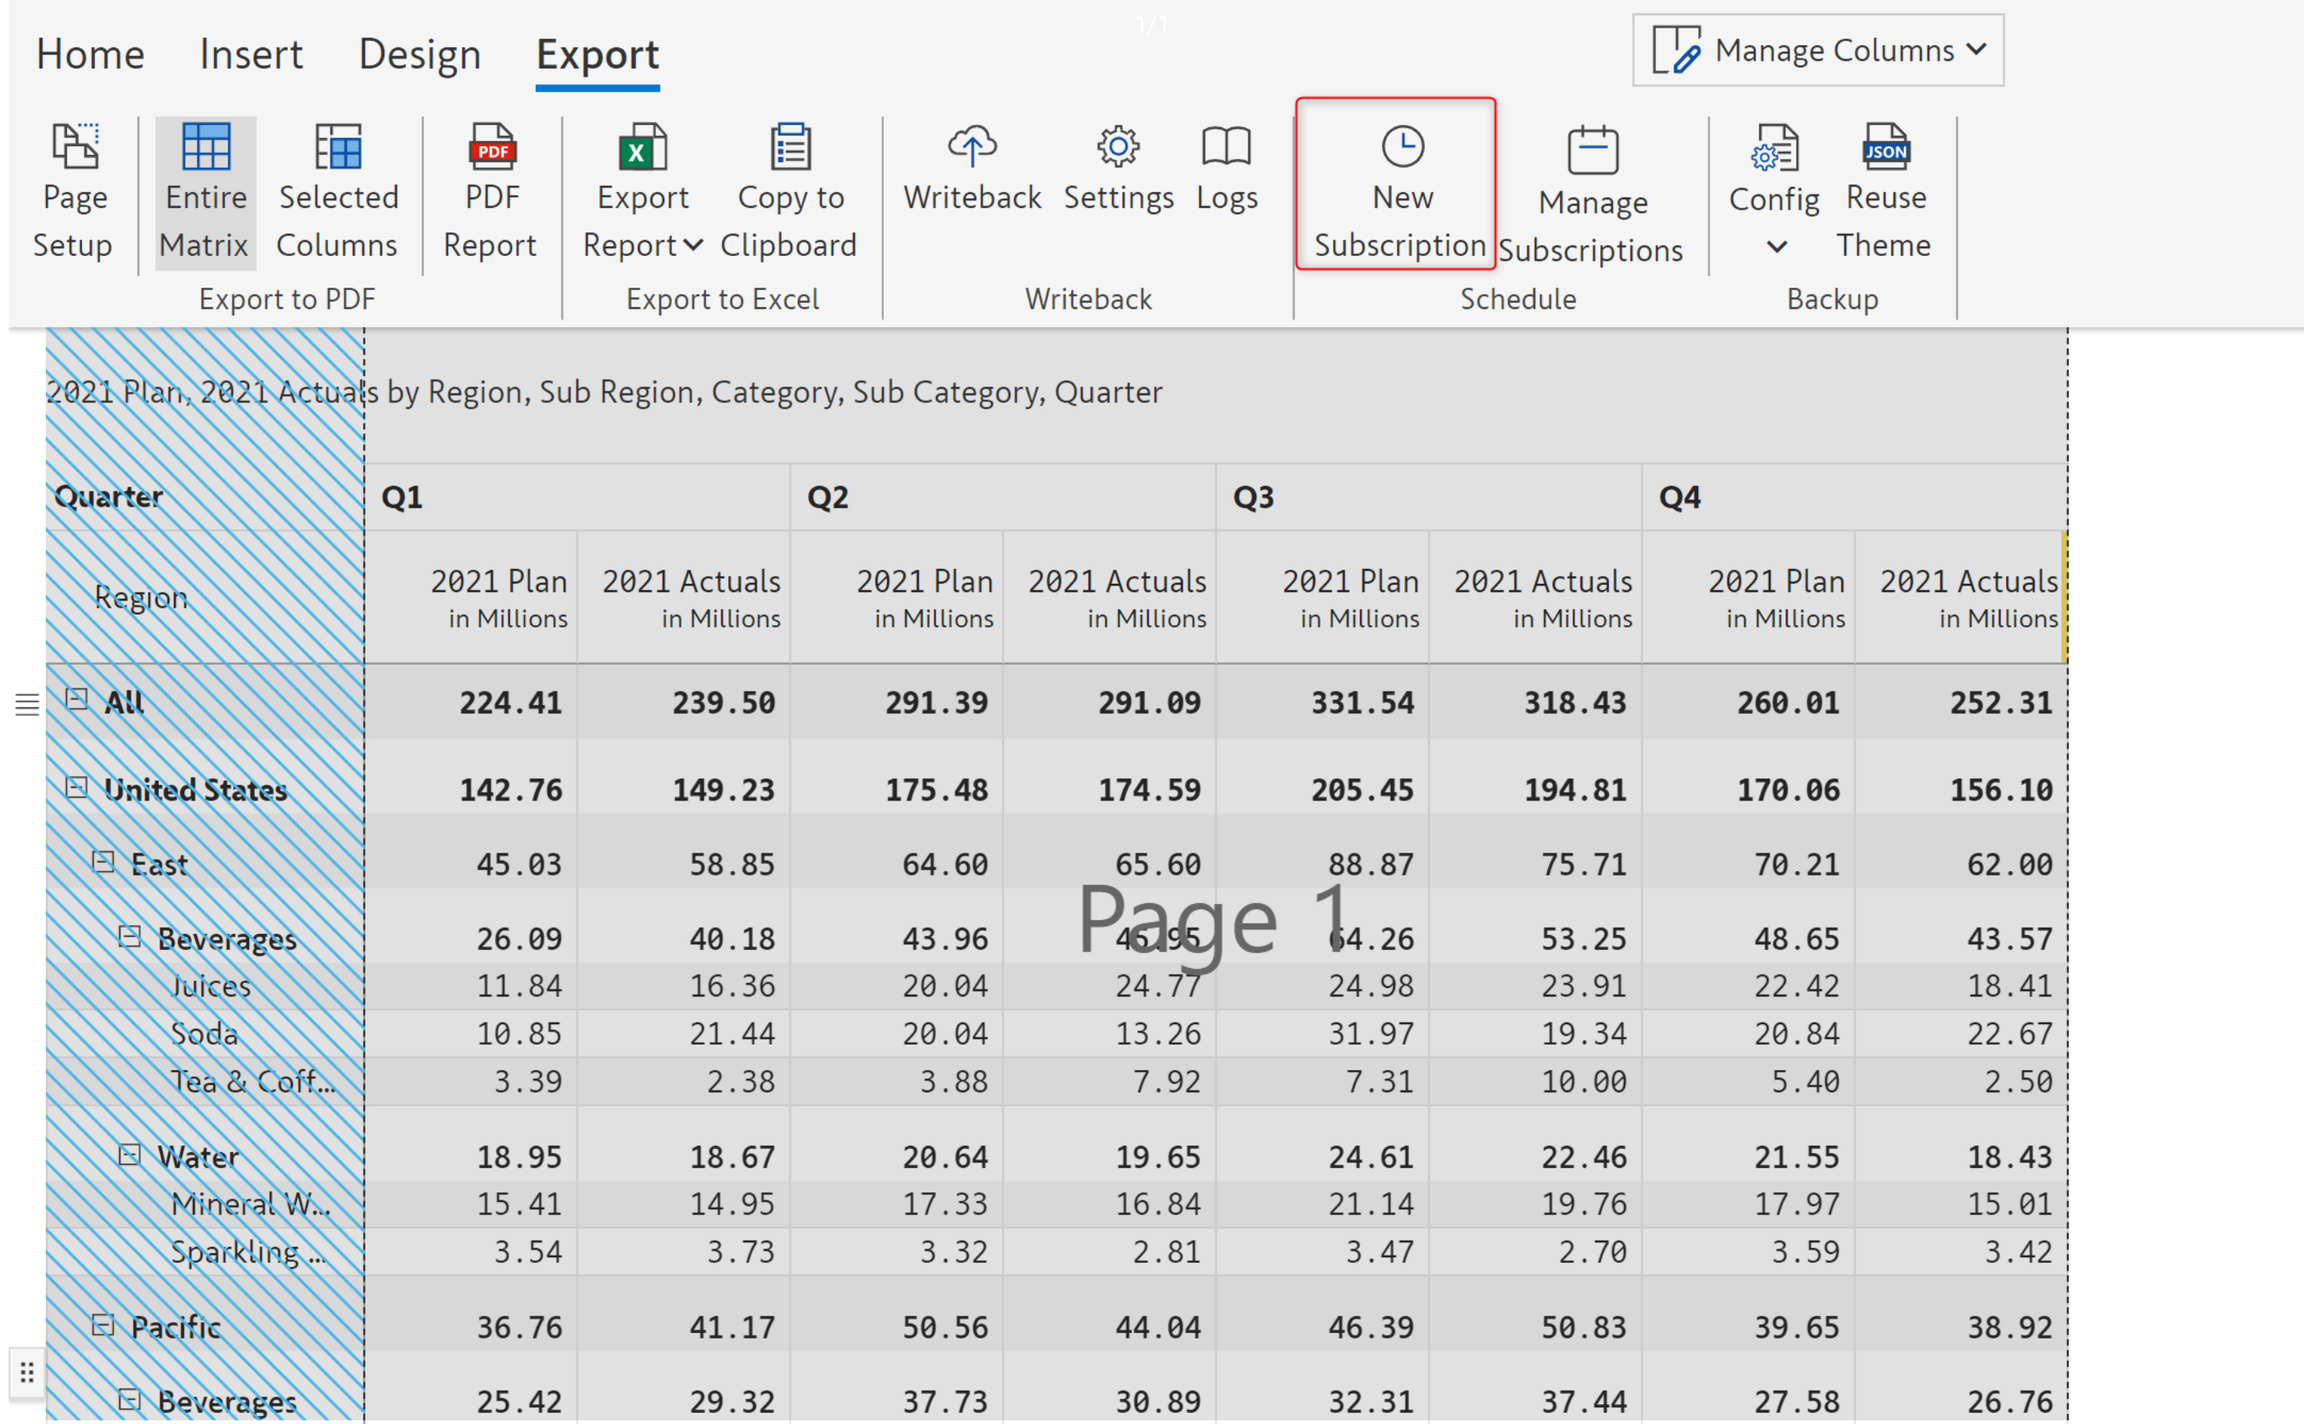 1/1
Home Insert Design Export
Manage Columns
Page Setup
Entire Matrix
Selected Columns
PDF
PDF Report
X
Export Report
Copy to Clipboard
Writeback
Settings
Logs
New Subscription
Manage Subscriptions
Config
JSON
Reuse Theme
Export to PDF
Export to Excel
Writeback
Schedule
Backup
2021 Plan, 2021 Actuals by Region, Sub Region, Category, Sub Category, Quarter
Quarter Q1 Q2 Q3 Q4
Region 2021 Plan 2021 Actuals 2021 Plan 2021 Actuals 2021 Plan 2021 Actuals 2021 Plan 2021 Actuals
in Millions in Millions in Millions in Millions in Millions in Millions in Millions in Millions
All 224.41 239.50 291.39 291.09 331.54 318.43 260.01 252.31
United States 142.76 149.23 175.48 174.59 205.45 194.81 170.06 156.10
East 45.03 58.85 64.60 65.60 88.87 75.71 70.21 62.00
Page 1
Beverages 26.09 40.18 43.96 45.95 64.26 53.25 48.65 43.57
Juices 11.84 16.36 20.04 24.77 24.98 23.91 22.42 18.41
Soda 10.85 21.44 20.04 13.26 31.97 19.34 20.84 22.67
Tea & Coff... 3.39 2.38 3.88 7.92 7.31 10.00 5.40 2.50
Water 18.95 18.67 20.64 19.65 24.61 22.46 21.55 18.43
Mineral W... 15.41 14.95 17.33 16.84 21.14 19.76 17.97 15.01
Sparkling ... 3.54 3.73 3.32 2.81 3.47 2.70 3.59 3.42
Pacific 36.76 41.17 50.56 44.04 46.39 50.83 39.65 38.92
Beverages 25.42 29.32 37.73 30.89 32.31 37.44 27.58 26.76